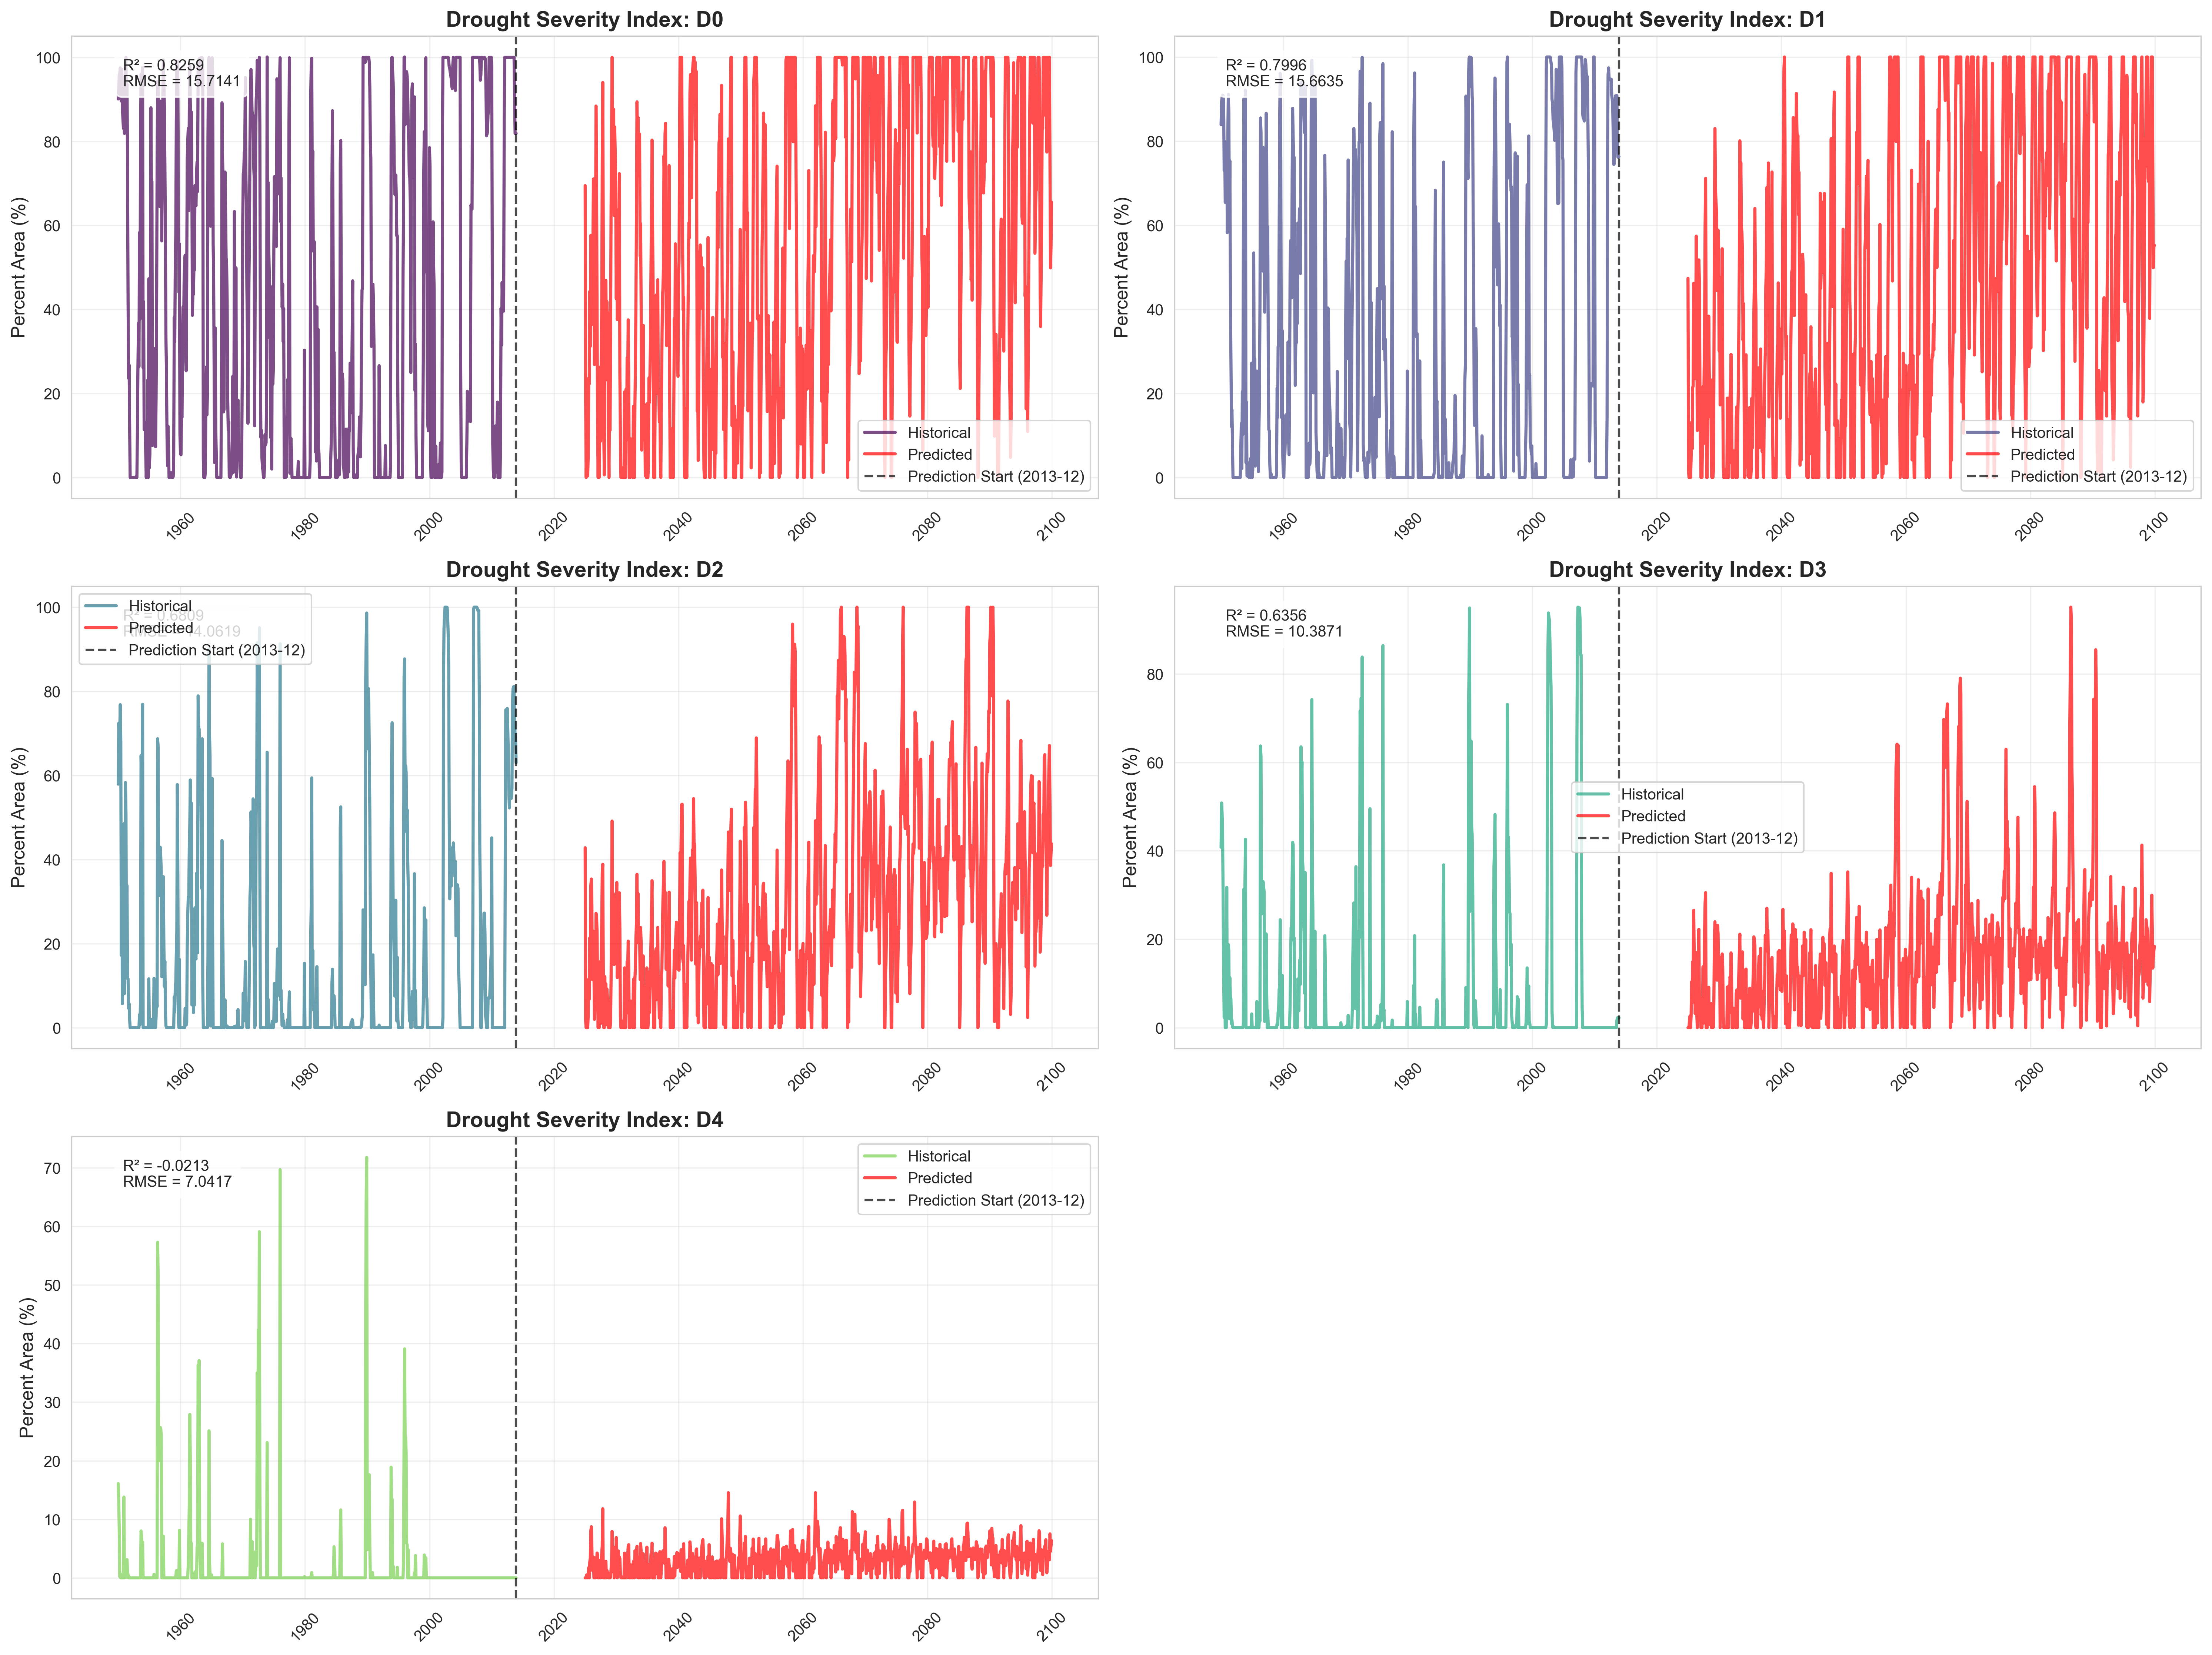 Drought Severity Index: D0
R² = 0.8259
RMSE = 15.7141
Percent Area (%)
100
80
60
40
20
0
Historical
Predicted
Prediction Start (2013-12)
1960
1980
2000
2020
2040
2060
2080
2100
Drought Severity Index: D1
R² = 0.7996
RMSE = 15.6635
Percent Area (%)
100
80
60
40
20
0
Historical
Predicted
Prediction Start (2013-12)
1960
1980
2000
2020
2040
2060
2080
2100
Drought Severity Index: D2
Historical
R² = 0.6809
Predicted
Prediction Start (2013-12)
Percent Area (%)
100
80
60
40
20
0
1960
1980
2000
2020
2040
2060
2080
2100
Drought Severity Index: D3
R² = 0.6356
RMSE = 10.3871
Percent Area (%)
80
60
40
20
0
Historical
Predicted
Prediction Start (2013-12)
1960
1980
2000
2020
2040
2060
2080
2100
Drought Severity Index: D4
R² = -0.0213
RMSE = 7.0417
Historical
Predicted
Prediction Start (2013-12)
Percent Area (%)
70
60
50
40
30
20
10
0
1960
1980
2000
2020
2040
2060
2080
2100